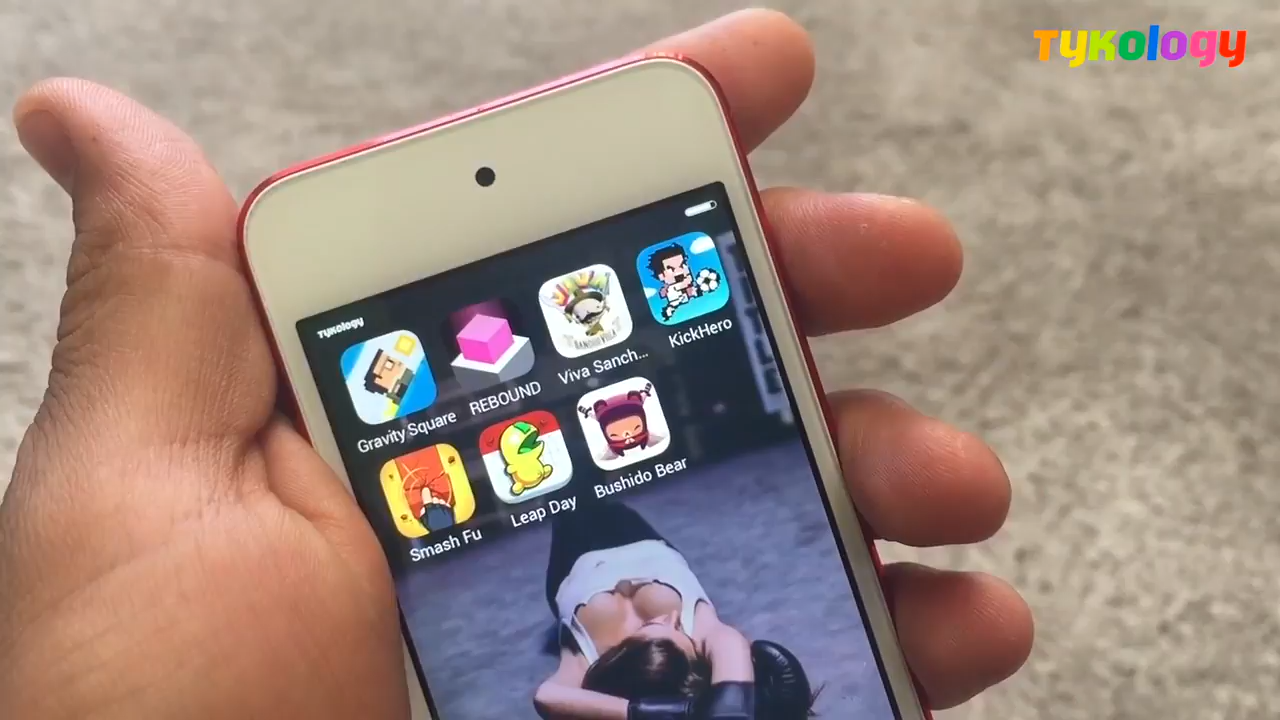 Tykology
Tykology
Gravity Square
REBOUND
Viva Sanch...
KickHero
Smash Fu
Leap Day
Bushido Bear